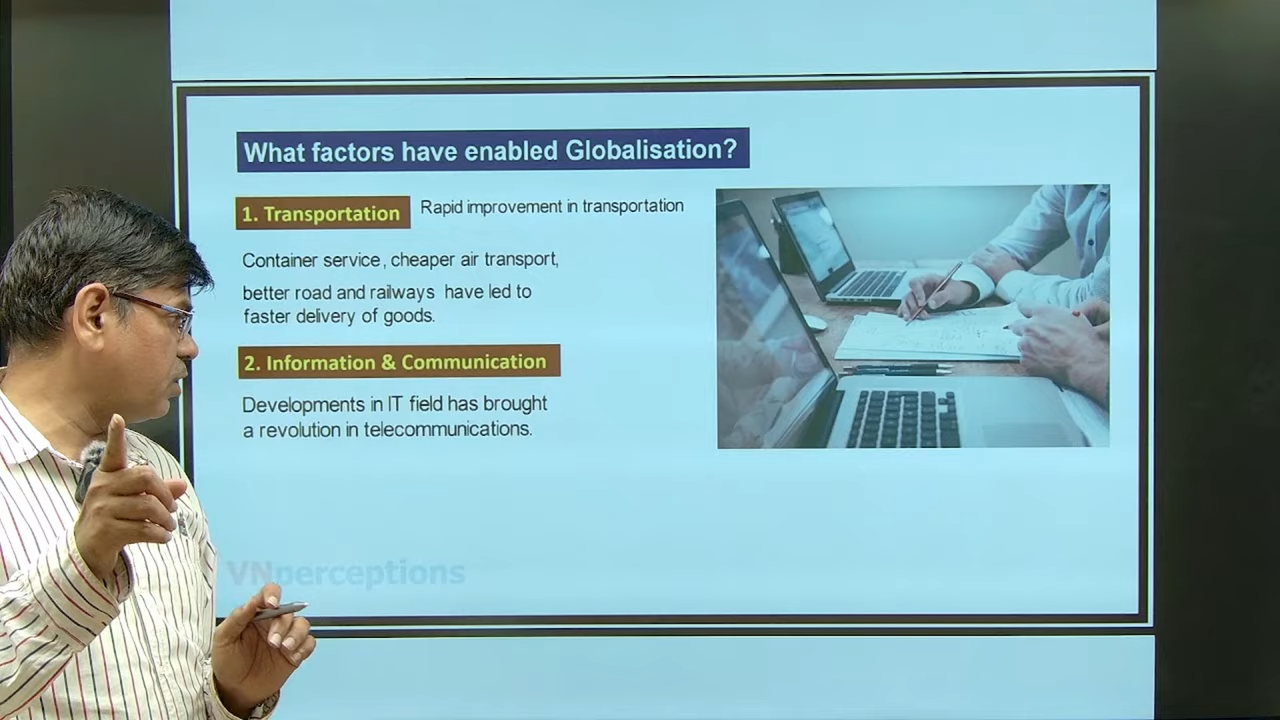 What factors have enabled Globalisation?
1. Transportation Rapid improvement in transportation
Container service, cheaper air transport,
better road and railways have led to
faster delivery of goods.
2. Information & Communication
Developments in IT field has brought
a revolution in telecommunications.
VNperceptions